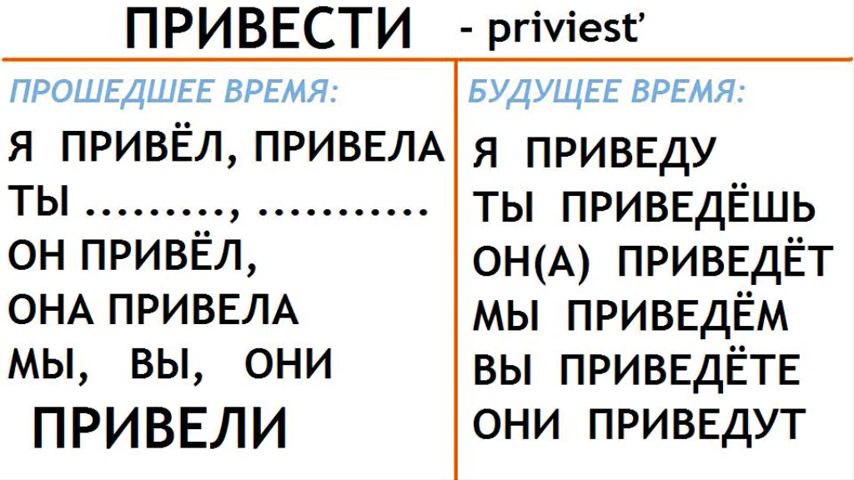 ПРИВЕСТИ - priviesť
ПРОШЕДШЕЕ ВРЕМЯ:
Я ПРИВЁЛ, ПРИВЕЛА
ТЫ ........., ...........
ОН ПРИВЁЛ,
ОНА ПРИВЕЛА
МЫ, ВЫ, ОНИ
ПРИВЕЛИ
БУДУЩЕЕ ВРЕМЯ:
Я ПРИВЕДУ
ТЫ ПРИВЕДЁШЬ
ОН(А) ПРИВЕДЁТ
МЫ ПРИВЕДЁМ
ВЫ ПРИВЕДЁТЕ
ОНИ ПРИВЕДУТ